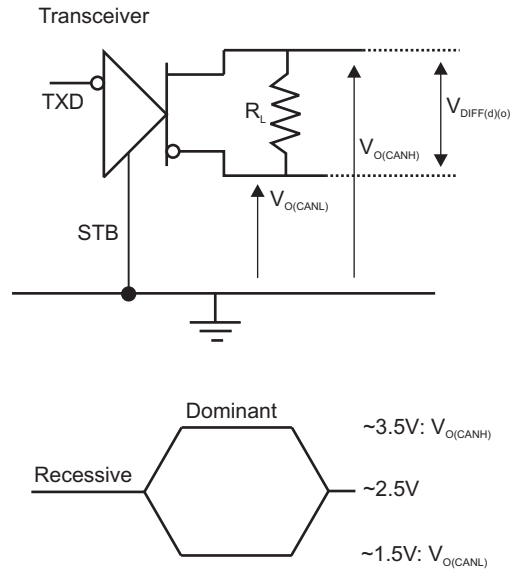 Transceiver
TXD
R_L
V_DIFF(d)(o)
V_O(CANH)
V_O(CANL)
STB
Dominant
~3.5V: V_O(CANH)
Recessive
~2.5V
~1.5V: V_O(CANL)